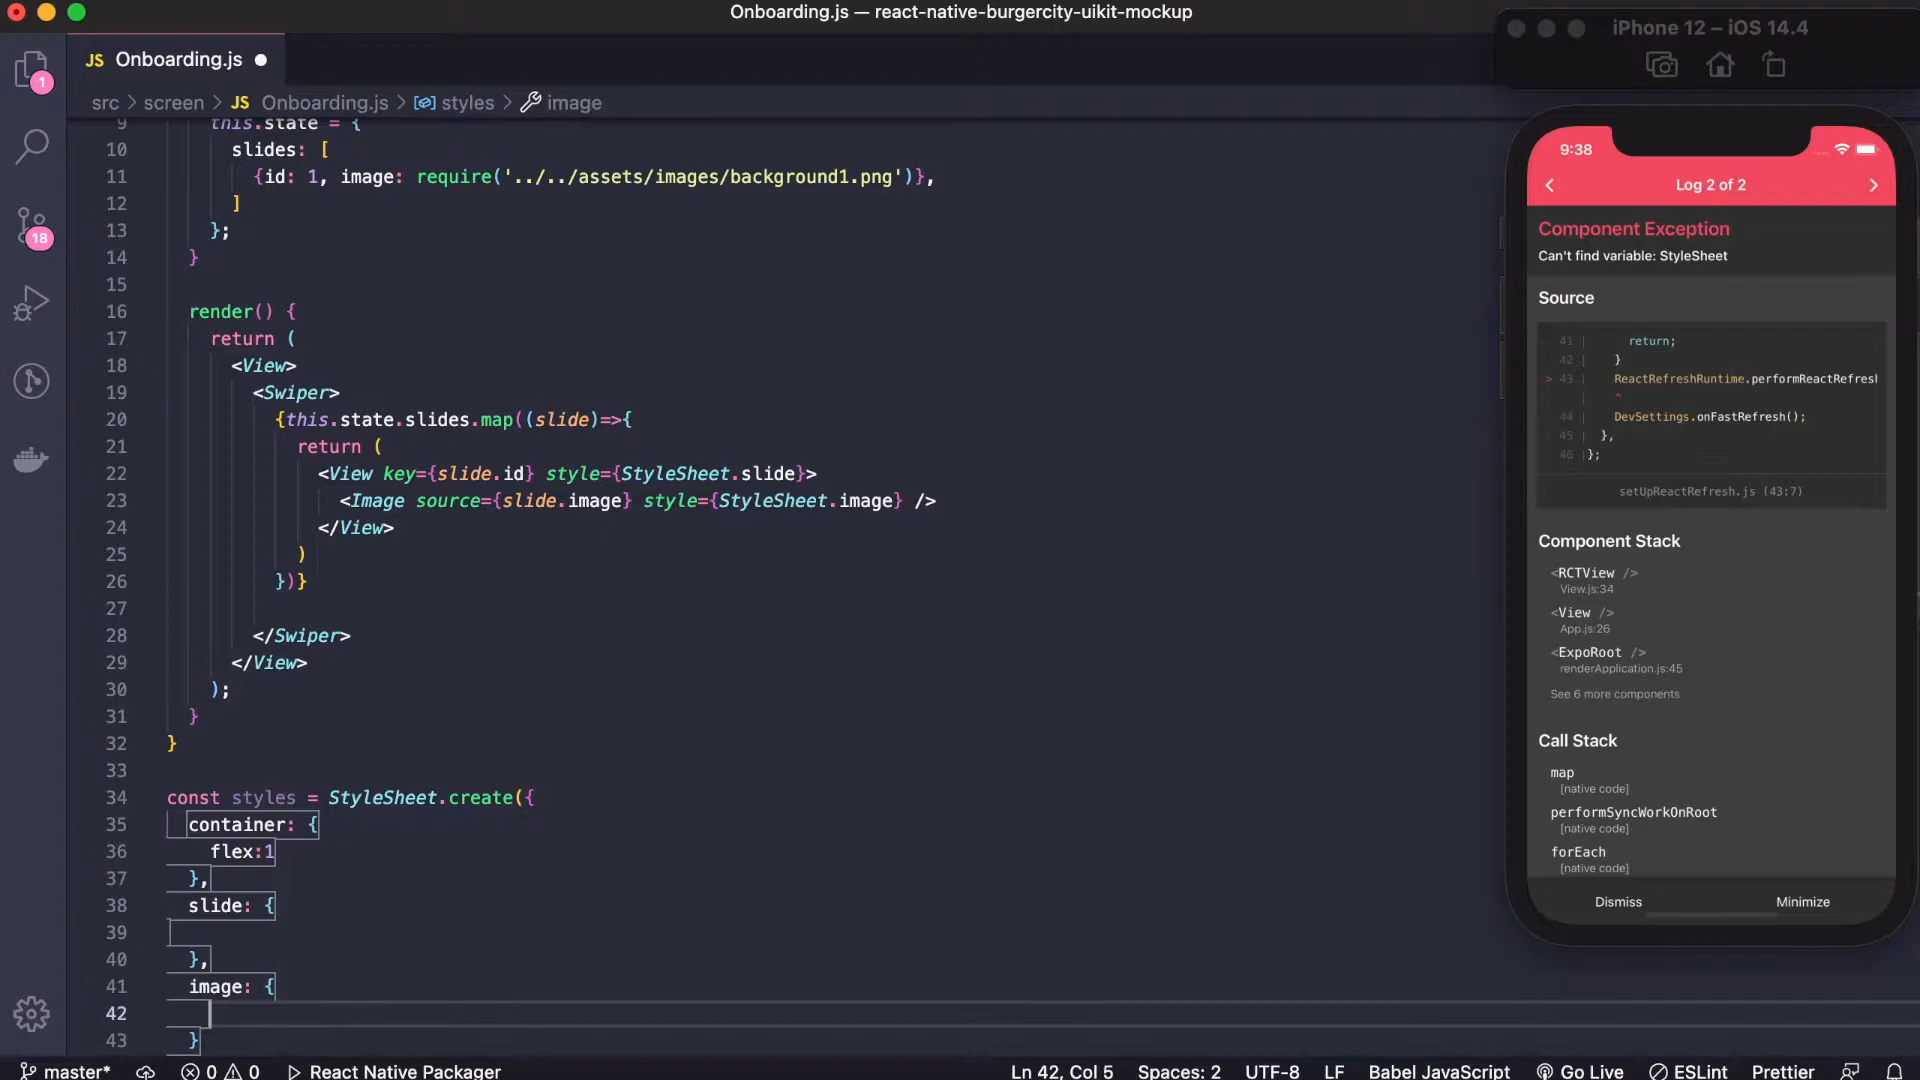 Onboarding.js — react-native-burgercity-uikit-mockup
iPhone 12 – iOS 14.4
1
JS Onboarding.js
src > screen > JS Onboarding.js > styles > image
9 this.state = {
10 slides: [
11 {id: 1, image: require('../../assets/images/background1.png')},
12 ]
13 };
14 }
15
16 render() {
17 return (
18 <View>
19 <Swiper>
20 {this.state.slides.map((slide)=>{
21 return (
22 <View key={slide.id} style={StyleSheet.slide}>
23 <Image source={slide.image} style={StyleSheet.image} />
24 </View>
25 )
26 })}
27
28 </Swiper>
29 </View>
30 );
31 }
32 }
33
34 const styles = StyleSheet.create({
35 container: {
36 flex:1
37 },
38 slide: {
39
40 },
41 image: {
42
43 }
18
9:38
Log 2 of 2
Component Exception
Can't find variable: StyleSheet
Source
41 | return;
42 | }
> 43 | ReactRefreshRuntime.performReactRefresh
| ^
44 | DevSettings.onFastRefresh();
45 | },
46 | };
setUpReactRefresh.js (43:7)
Component Stack
<RCTView />
View.js:34
<View />
App.js:26
<ExpoRoot />
renderApplication.js:45
See 6 more components
Call Stack
map
[native code]
performSyncWorkOnRoot
[native code]
forEach
[native code]
Dismiss Minimize
master* 0 0 React Native Packager Ln 42, Col 5 Spaces: 2 UTF-8 LF Babel JavaScript Go Live ESLint Prettier